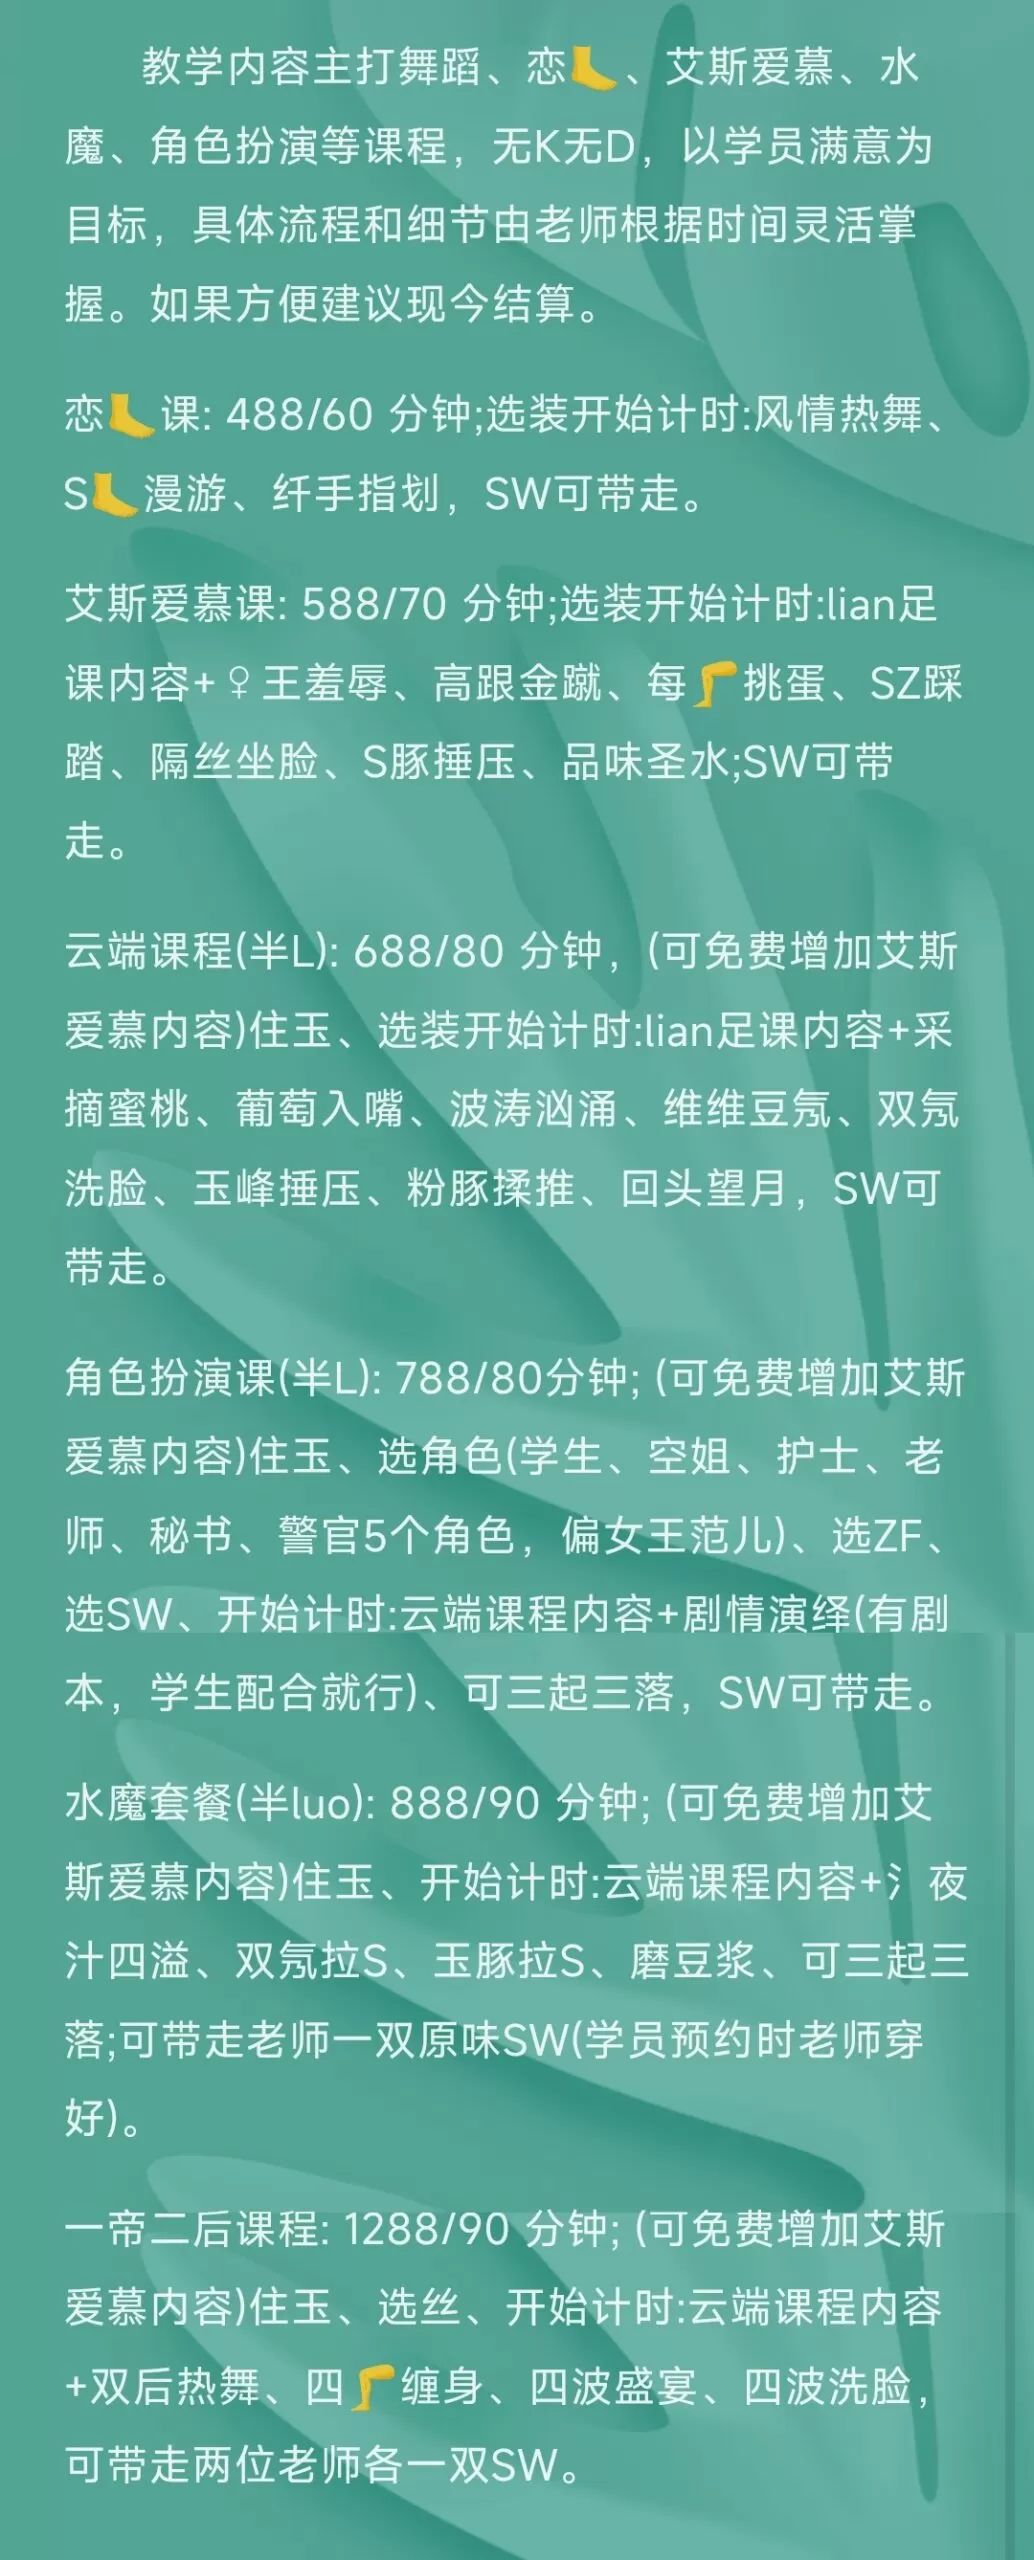 教学内容主打舞蹈、恋🦶、艾斯爱慕、水
魔、角色扮演等课程，无K无D，以学员满意为
目标，具体流程和细节由老师根据时间灵活掌
握。如果方便建议现今结算。
恋🦶课: 488/60 分钟;选装开始计时:风情热舞、
S🦶漫游、纤手指划，SW可带走。
艾斯爱慕课: 588/70 分钟;选装开始计时:lian足
课内容+♀王羞辱、高跟金蹴、每🦵挑蛋、SZ踩
踏、隔丝坐脸、S豚捶压、品味圣水;SW可带
走。
云端课程(半L): 688/80 分钟，(可免费增加艾斯
爱慕内容)住玉、选装开始计时:lian足课内容+采
摘蜜桃、葡萄入嘴、波涛汹涌、维维豆氖、双氖
洗脸、玉峰捶压、粉豚揉推、回头望月，SW可
带走。
角色扮演课(半L): 788/80分钟; (可免费增加艾斯
爱慕内容)住玉、选角色(学生、空姐、护士、老
师、秘书、警官5个角色，偏女王范儿)、选ZF、
选SW、开始计时:云端课程内容+剧情演绎(有剧
本，学生配合就行)、可三起三落，SW可带走。
水魔套餐(半luo): 888/90 分钟; (可免费增加艾
斯爱慕内容)住玉、开始计时:云端课程内容+氵夜
汁四溢、双氖拉S、玉豚拉S、磨豆浆、可三起三
落;可带走老师一双原味SW(学员预约时老师穿
好)。
一帝二后课程: 1288/90 分钟; (可免费增加艾斯
爱慕内容)住玉、选丝、开始计时:云端课程内容
+双后热舞、四🦵缠身、四波盛宴、四波洗脸，
可带走两位老师各一双SW。